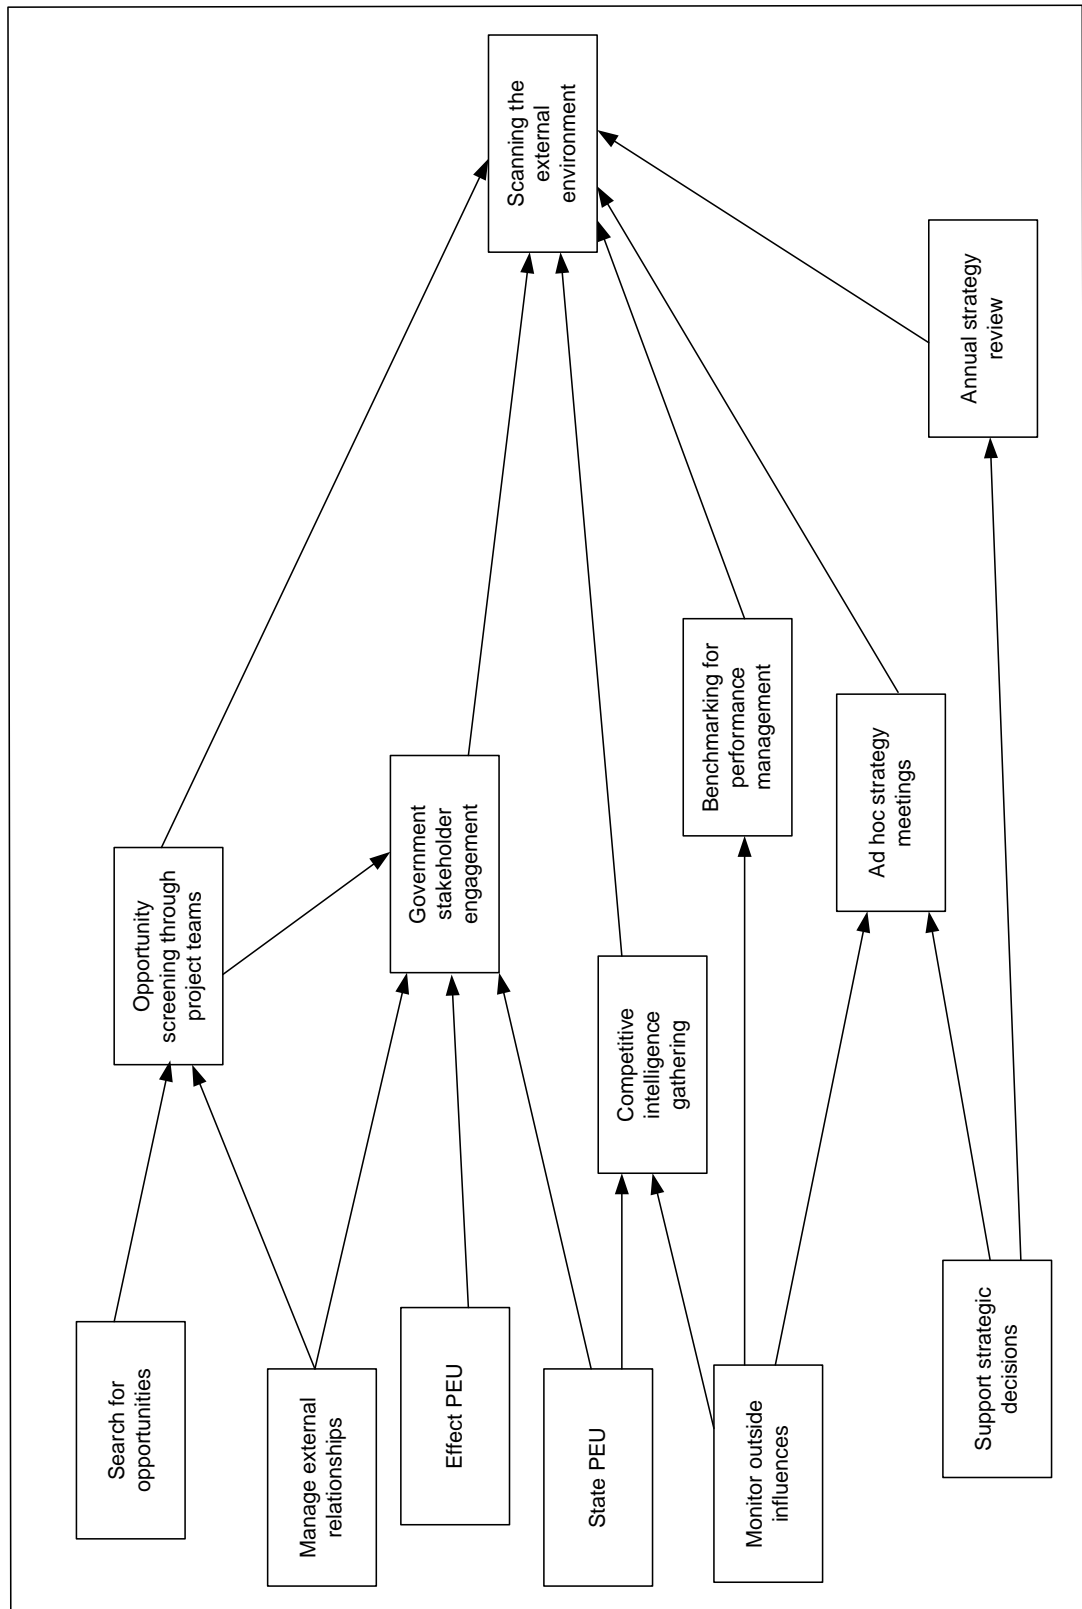 Search for
opportunities
Manage external
relationships
Effect PEU
State PEU
Monitor outside
influences
Support strategic
decisions
Opportunity
screening through
project teams
Government
stakeholder
engagement
Competitive
intelligence
gathering
Benchmarking for
performance
management
Ad hoc strategy
meetings
Annual strategy
review
Scanning the
external
environment